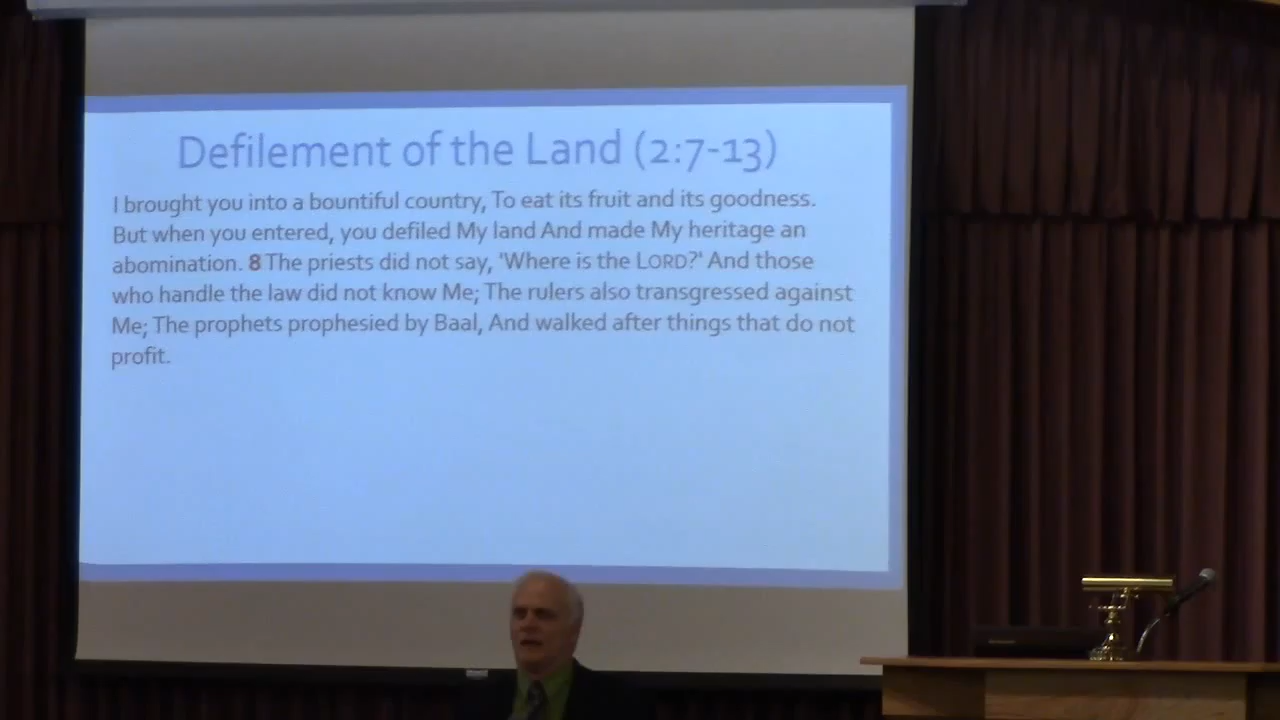 Defilement of the Land (2:7-13)
I brought you into a bountiful country, To eat its fruit and its goodness.
But when you entered, you defiled My land And made My heritage an
abomination. 8 The priests did not say, 'Where is the LORD?' And those
who handle the law did not know Me; The rulers also transgressed against
Me; The prophets prophesied by Baal, And walked after things that do not
profit.